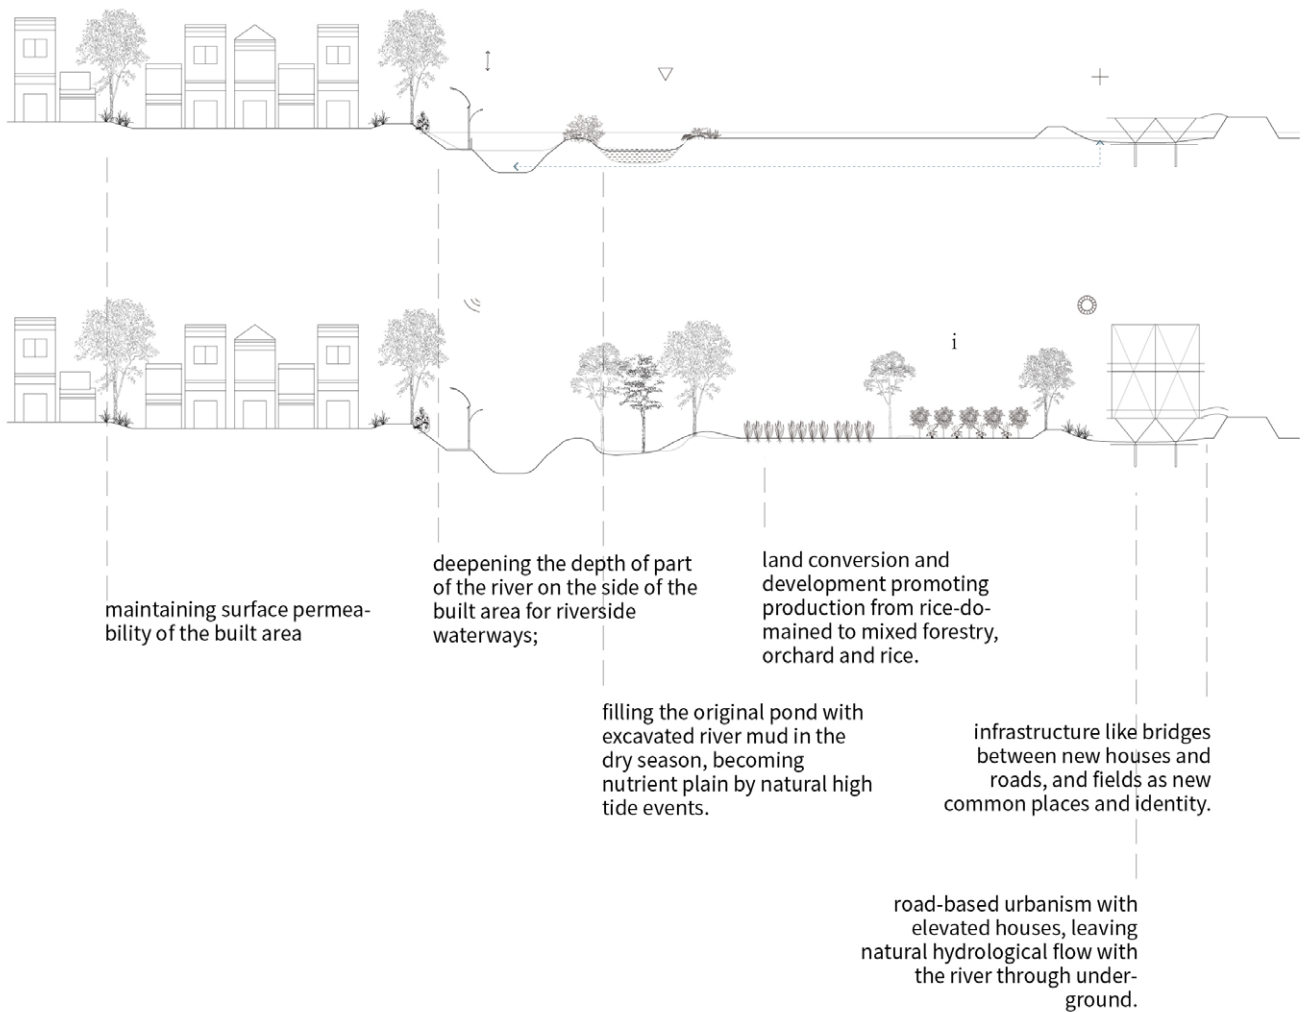 i
deepening the depth of part
of the river on the side of the
built area for riverside
waterways;
land conversion and
development promoting
production from rice-do-
mained to mixed forestry,
orchard and rice.
maintaining surface permea-
bility of the built area
filling the original pond with
excavated river mud in the
dry season, becoming
nutrient plain by natural high
tide events.
infrastructure like bridges
between new houses and
roads, and fields as new
common places and identity.
road-based urbanism with
elevated houses, leaving
natural hydrological flow with
the river through under-
ground.